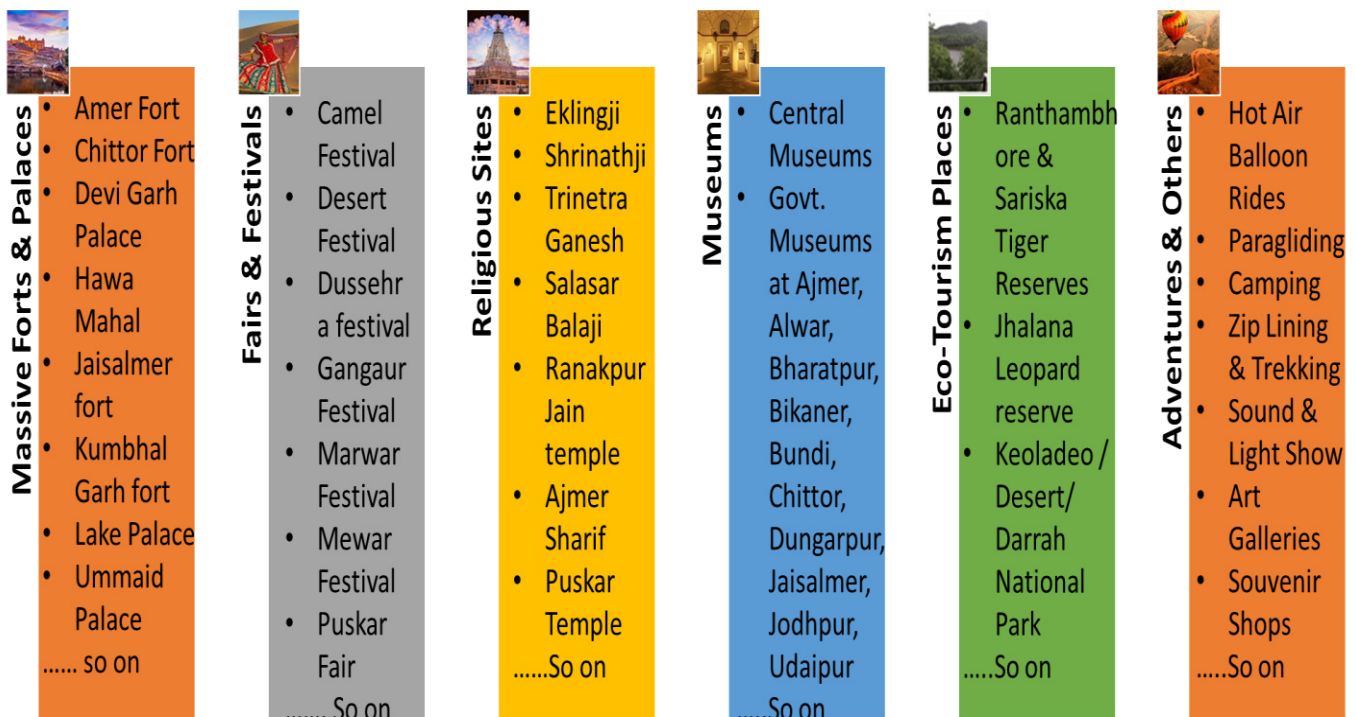 Massive Forts & Palaces
• Amer Fort
• Chittor Fort
• Devi Garh
Palace
• Hawa
Mahal
• Jaisalmer
fort
• Kumbhal
Garh fort
• Lake Palace
• Ummaid
Palace
...... so on
Fairs & Festivals
• Camel
Festival
• Desert
Festival
• Dussehr
a festival
• Gangaur
Festival
• Marwar
Festival
• Mewar
Festival
• Puskar
Fair
....... So on
Religious Sites
• Eklingji
• Shrinathji
• Trinetra
Ganesh
• Salasar
Balaji
• Ranakpur
Jain
temple
• Ajmer
Sharif
• Puskar
Temple
......So on
Museums
• Central
Museums
• Govt.
Museums
at Ajmer,
Alwar,
Bharatpur,
Bikaner,
Bundi,
Chittor,
Dungarpur,
Jaisalmer,
Jodhpur,
Udaipur
.....So on
Eco-Tourism Places
• Ranthambh
ore &
Sariska
Tiger
Reserves
• Jhalana
Leopard
reserve
• Keoladeo /
Desert/
Darrah
National
Park
.....So on
Adventures & Others
• Hot Air
Balloon
Rides
• Paragliding
• Camping
• Zip Lining
& Trekking
• Sound &
Light Show
• Art
Galleries
• Souvenir
Shops
.....So on